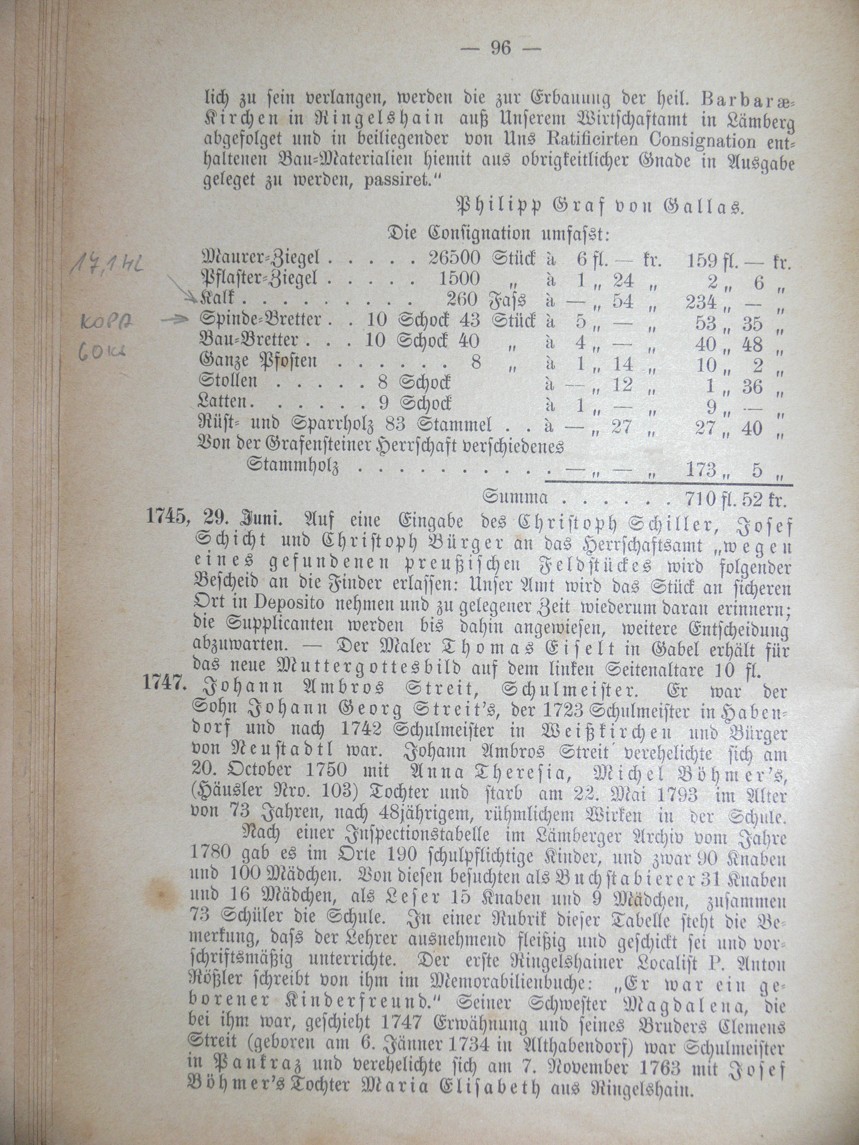 — 96 —
lich zu sein verlangen, werden die zur Erbauung der heil. Barbaræ-
Kirchen in Ringelshain auß Unserem Wirtschaftamt in Lämberg
abgefolget und in beiliegender von Uns Ratificirten Consignation ent-
haltenen Bau-Materialien hiemit aus obrigkeitlicher Gnade in Ausgabe
geleget zu werden, passiret."
Philipp Graf von Gallas.
Die Consignation umfasst:
Maurer-Ziegel . . . . . 26500 Stück à 6 fl. — kr. 159 fl. — kr.
17,1 hl
Pflaster-Ziegel . . . . . 1500 „ à 1 „ 24 „ 2 „ 6 „
Kalk . . . . . . . . . 260 Fass à — „ 54 „ 234 „ — „
KOPA
Spinde-Bretter . . 10 Schock 43 Stück à 5 „ — „ 53 „ 35 „
60 ks
Bau-Bretter . . . 10 Schock 40 „ à 4 „ — „ 40 „ 48 „
Ganze Pfosten . . . . . . 8 „ à 1 „ 14 „ 10 „ 2 „
Stollen . . . . . 8 Schock à — „ 12 „ 1 „ 36 „
Latten . . . . . . 9 Schock à 1 „ — „ 9 „ — „
Rüst- und Sparrholz 83 Stammel . . à — „ 27 „ 27 „ 40 „
Von der Grafensteiner Herrschaft verschiedenes
Stammholz . . . . . . . . . . — „ — „ 173 „ 5 „
Summa . . . . . . 710 fl. 52 kr.
1745, 29. Juni. Auf eine Eingabe des Christoph Schiller, Josef
Schicht und Christoph Bürger an das Herrschaftsamt „wegen
eines gefundenen preußischen Feldstückes wird folgender
Bescheid an die Finder erlassen: Unser Amt wird das Stück an sicheren
Ort in Deposito nehmen und zu gelegener Zeit wiederum daran erinnern;
die Supplicanten werden bis dahin angewiesen, weitere Entscheidung
abzuwarten. — Der Maler Thomas Eiselt in Gabel erhält für
das neue Muttergottesbild auf dem linken Seitenaltare 10 fl.
1747. Johann Ambros Streit, Schulmeister. Er war der
Sohn Johann Georg Streit's, der 1723 Schulmeister in Haben-
dorf und nach 1742 Schulmeister in Weißkirchen und Bürger
von Neustadtl war. Johann Ambros Streit verehelichte sich am
20. October 1750 mit Anna Theresia, Michel Böhmer's,
(Häusler Nro. 103) Tochter und starb am 22. Mai 1793 im Alter
von 73 Jahren, nach 48jährigem, rühmlichem Wirken in der Schule.
Nach einer Inspectionstabelle im Lämberger Archiv vom Jahre
1780 gab es im Orte 190 schulpflichtige Kinder, und zwar 90 Knaben
und 100 Mädchen. Von diesen besuchten als Buchstabierer 31 Knaben
und 16 Mädchen, als Leser 15 Knaben und 9 Mädchen, zusammen
73 Schüler die Schule. In einer Rubrik dieser Tabelle steht die Be-
merkung, dass der Lehrer ausnehmend fleißig und geschickt sei und vor-
schriftsmäßig unterrichte. Der erste Ringelshainer Localist P. Anton
Rößler schreibt von ihm im Memorabilienbuche: „Er war ein ge-
borener Kinderfreund." Seiner Schwester Magdalena, die
bei ihm war, geschieht 1747 Erwähnung und seines Bruders Clemens
Streit (geboren am 6. Jänner 1734 in Althabendorf) war Schulmeister
in Pankraz und verehelichte sich am 7. November 1763 mit Josef
Böhmer's Tochter Maria Elisabeth aus Ringelshain.